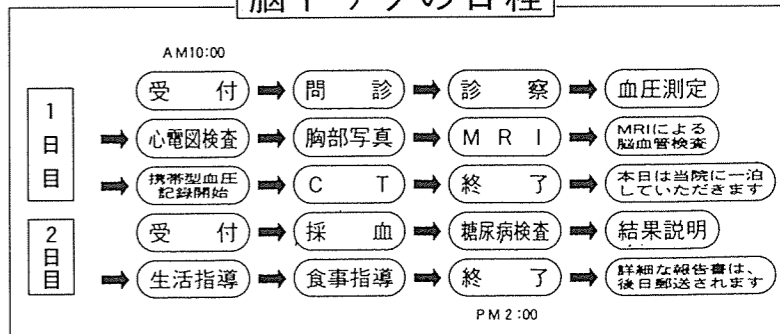 脳ドックの日程
AM10:00
1日目
受 付 ➡ 問 診 ➡ 診 察 ➡ 血圧測定
➡ 心電図検査 ➡ 胸部写真 ➡ M R I ➡ MRIによる脳血管検査
➡ 携帯型血圧記録開始 ➡ C T ➡ 終 了 ➡ 本日は当院に一泊していただきます
2日目
受 付 ➡ 採 血 ➡ 糖尿病検査 ➡ 結果説明
➡ 生活指導 ➡ 食事指導 ➡ 終 了 ➡ 詳細な報告書は、後日郵送されます
PM2:00